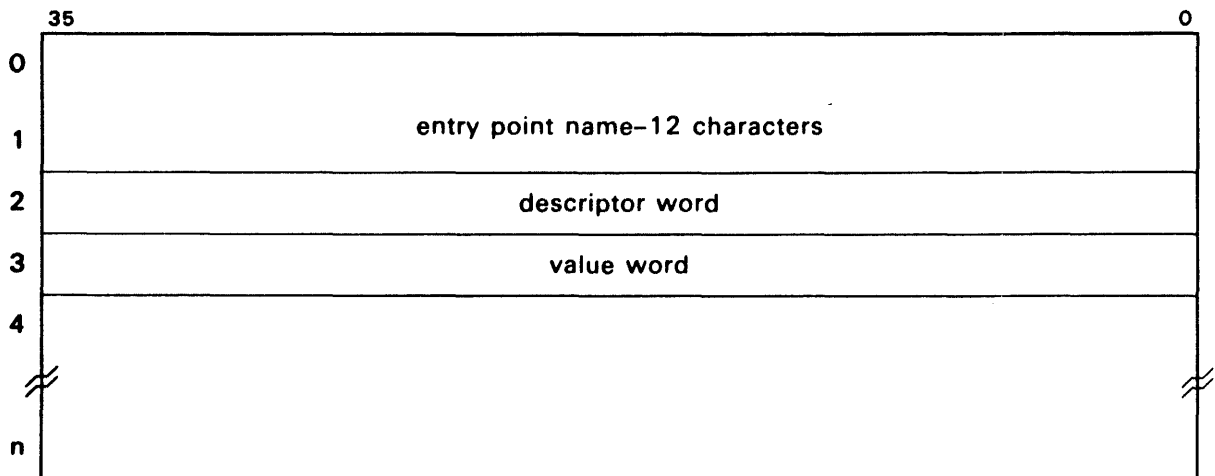 35 0
0
1 entry point name–12 characters
2 descriptor word
3 value word
4
n